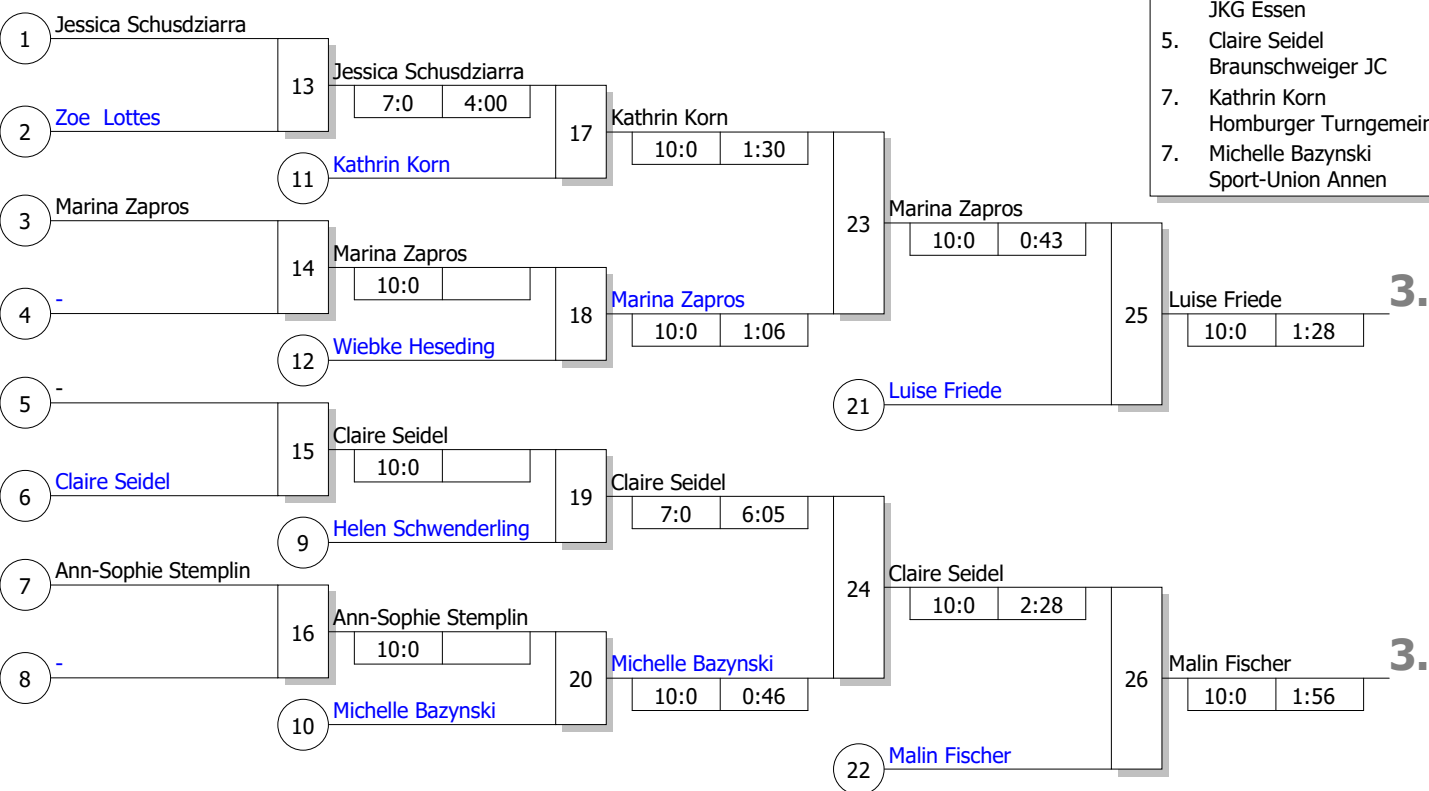 JKG Essen
5. Claire Seidel
Braunschweiger JC
7. Kathrin Korn
Homburger Turngemein
7. Michelle Bazynski
Sport-Union Annen
1 Jessica Schusdziarra
2 Zoe Lottes
13 Jessica Schusdziarra
7:0 4:00
11 Kathrin Korn
17 Kathrin Korn
10:0 1:30
3 Marina Zapros
4 -
14 Marina Zapros
10:0
12 Wiebke Heseding
18 Marina Zapros
10:0 1:06
23 Marina Zapros
10:0 0:43
21 Luise Friede
25 Luise Friede 3.
10:0 1:28
5 -
6 Claire Seidel
15 Claire Seidel
10:0
9 Helen Schwenderling
19 Claire Seidel
7:0 6:05
7 Ann-Sophie Stemplin
8 -
16 Ann-Sophie Stemplin
10:0
10 Michelle Bazynski
20 Michelle Bazynski
10:0 0:46
24 Claire Seidel
10:0 2:28
22 Malin Fischer
26 Malin Fischer 3.
10:0 1:56